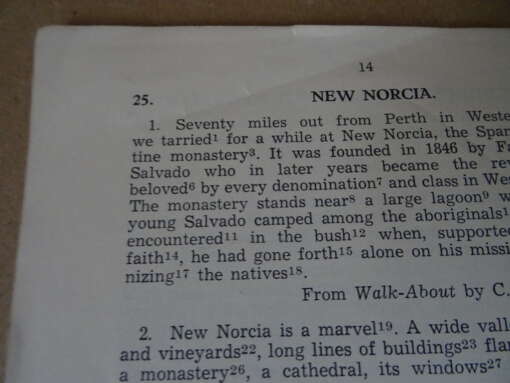 14
25. NEW NORCIA.
1. Seventy miles out from Perth in Weste
we tarried¹ for a while at New Norcia, the Span
tine monastery³. It was founded in 1846 by Fa
Salvado who in later years became the rev
beloved⁶ by every denomination⁷ and class in Wes
The monastery stands near⁸ a large lagoon⁹ w
young Salvado camped among the aboriginals¹
encountered¹¹ in the bush¹² when, supported
faith¹⁴, he had gone forth¹⁵ alone on his missi
nizing¹⁷ the natives¹⁸.
From Walk-About by C.
2. New Norcia is a marvel¹⁹. A wide vall
and vineyards²², long lines of buildings²³ flan
a monastery²⁶, a cathedral, its windows²⁷